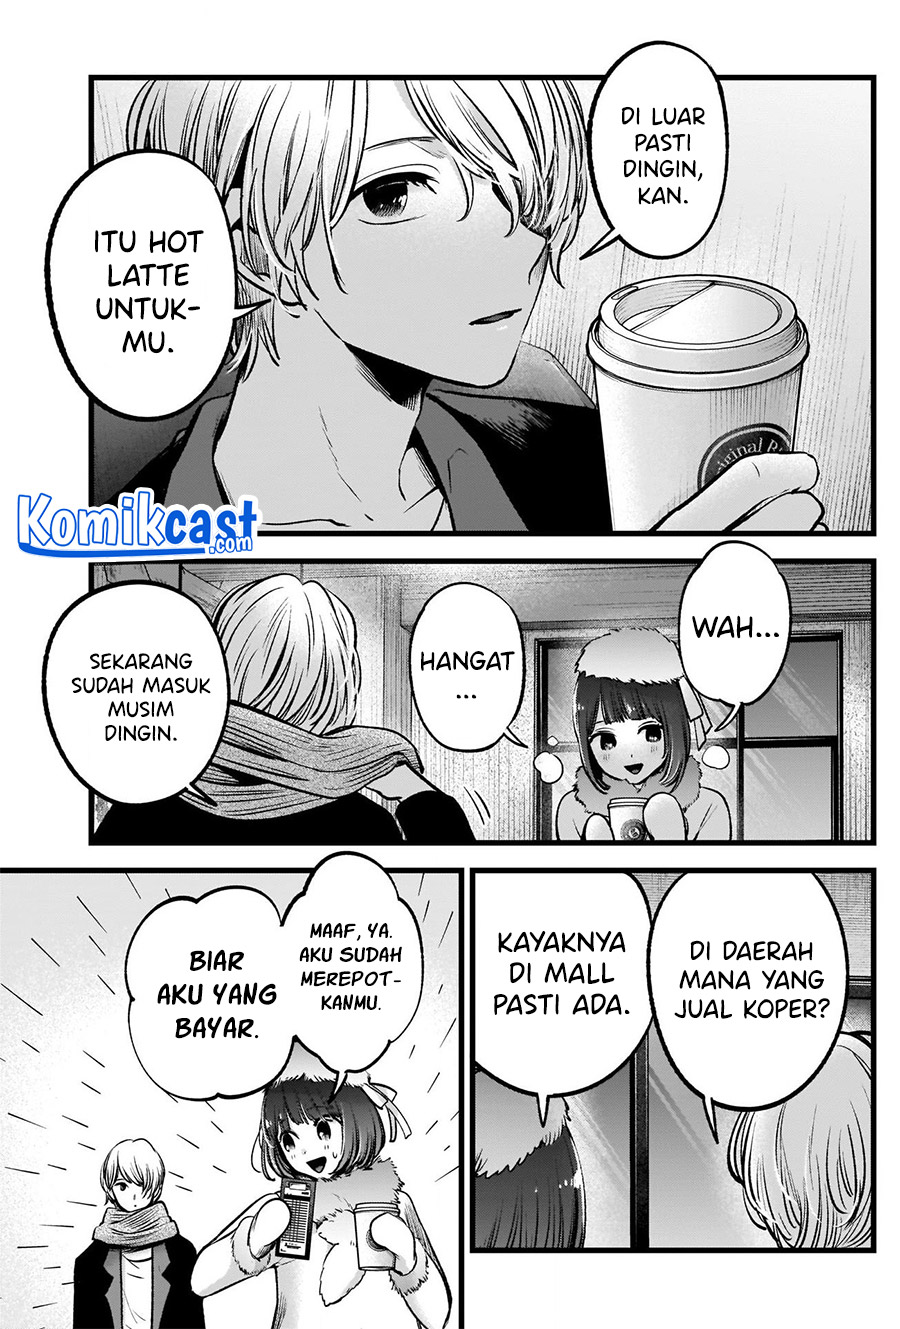 DI LUAR
PASTI
DINGIN,
KAN.
ITU HOT
LATTE
UNTUK-
MU.
Original R
Komikcast
.com
WAH...
HANGAT
...
SEKARANG
SUDAH MASUK
MUSIM
DINGIN.
DI DAERAH
MANA YANG
JUAL KOPER?
KAYAKNYA
DI MALL
PASTI ADA.
MAAF, YA.
AKU SUDAH
MEREPOT-
KANMU.
BIAR
AKU YANG
BAYAR.